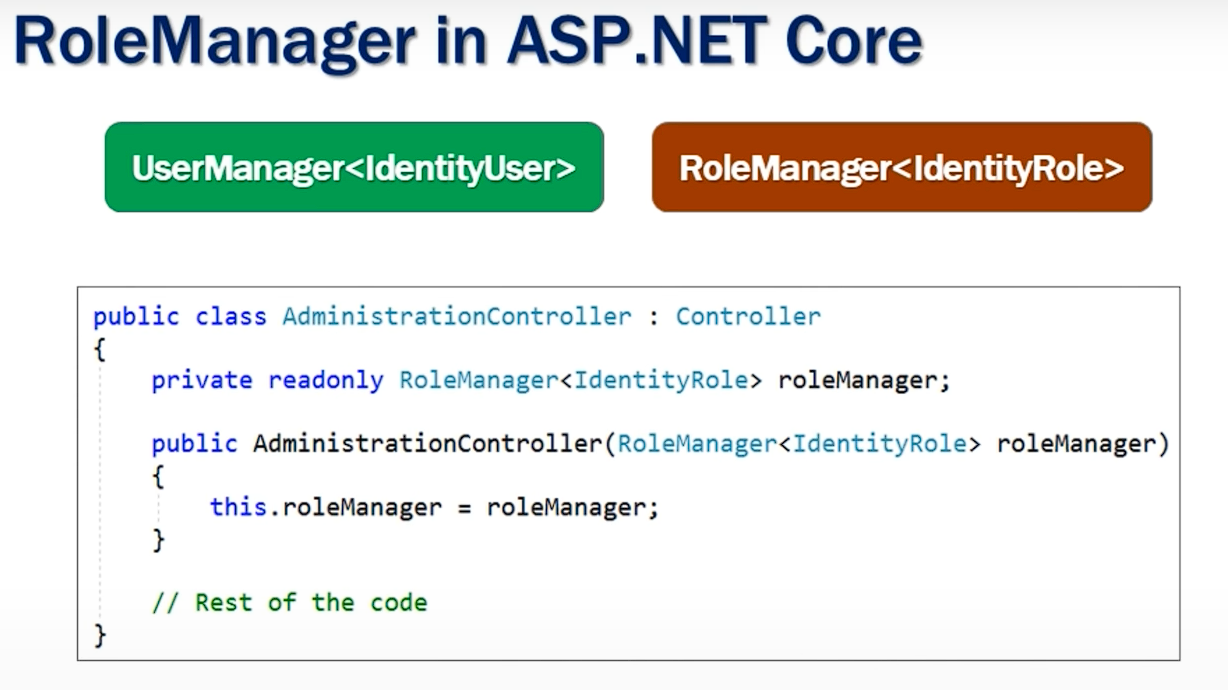 RoleManager in ASP.NET Core
UserManager<IdentityUser>
RoleManager<IdentityRole>
public class AdministrationController : Controller
{
    private readonly RoleManager<IdentityRole> roleManager;
    public AdministrationController(RoleManager<IdentityRole> roleManager)
    {
        this.roleManager = roleManager;
    }
    // Rest of the code
}